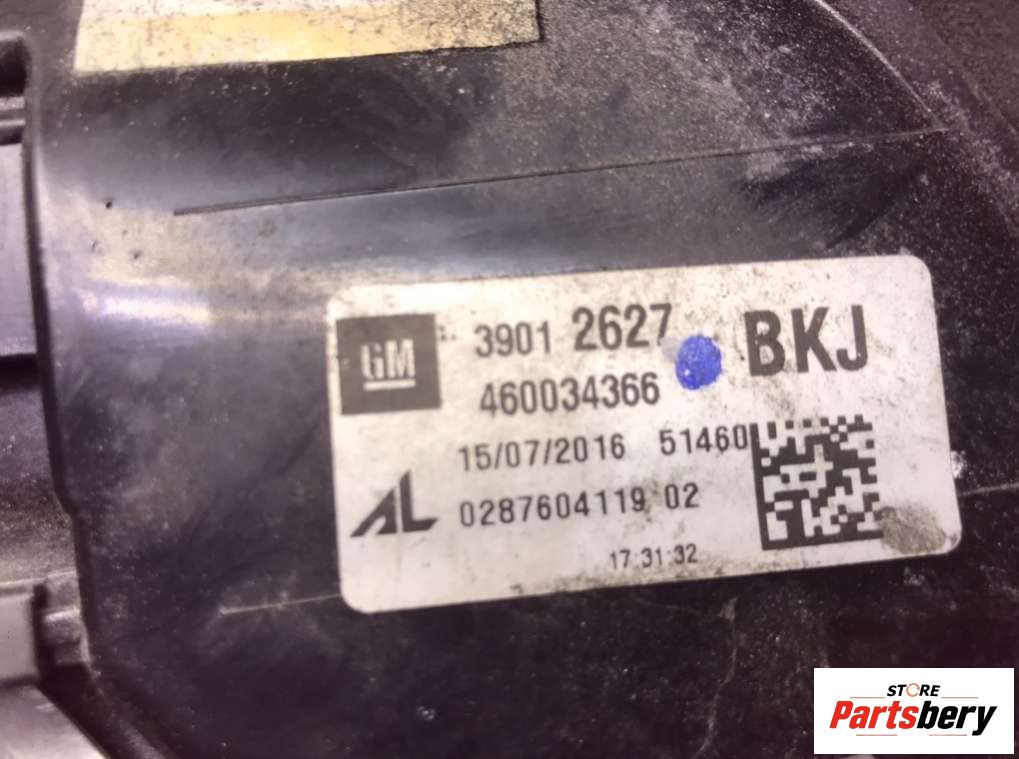 GM 3901 2627 BKJ
460034366
15/07/2016 51460
AL 0287604119 02
17:31:32
STORE
Partsbery